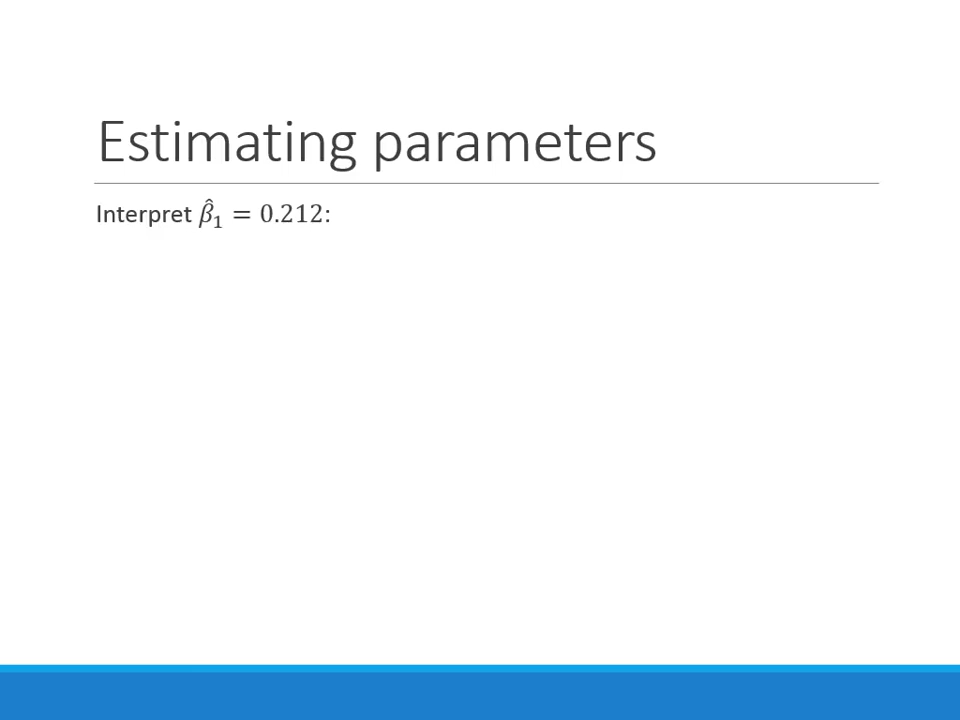 Estimating parameters
Interpret β̂₁ = 0.212: